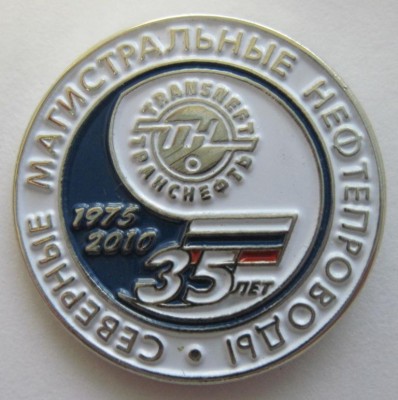 СЕВЕРНЫЕ МАГИСТРАЛЬНЫЕ НЕФТЕПРОВОДЫ •
TRANSNEFT
ТРАНСНЕФТЬ
1975
2010
35 ЛЕТ